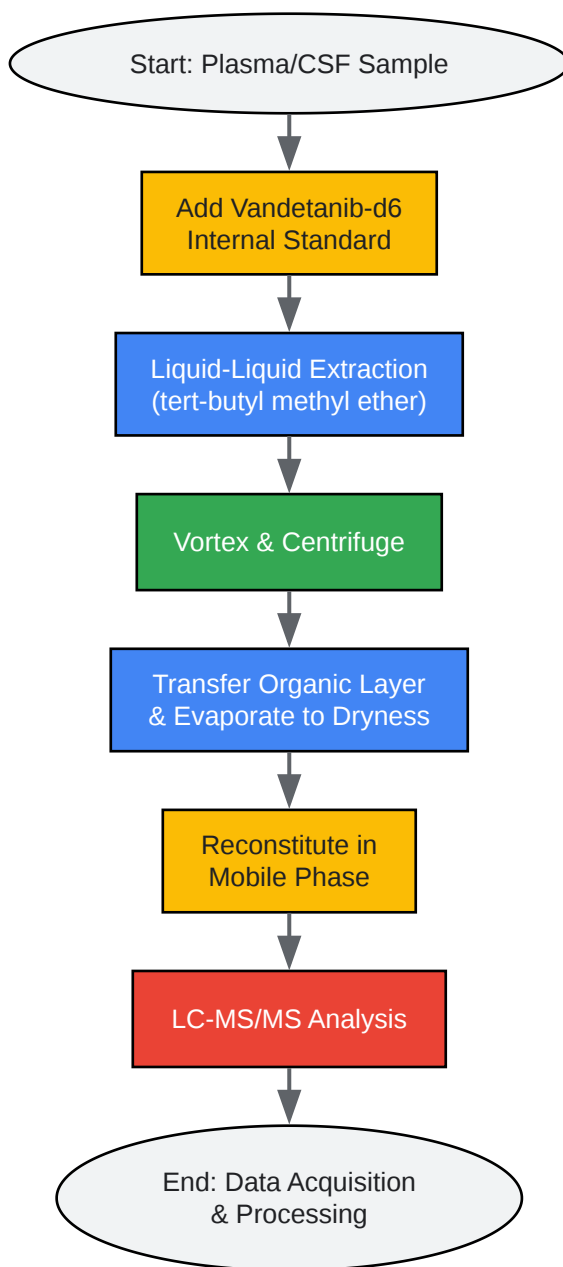 Start: Plasma/CSF Sample
Add Vandetanib-d6
Internal Standard
Liquid-Liquid Extraction
(tert-butyl methyl ether)
Vortex & Centrifuge
Transfer Organic Layer
& Evaporate to Dryness
Reconstitute in
Mobile Phase
LC-MS/MS Analysis
End: Data Acquisition
& Processing